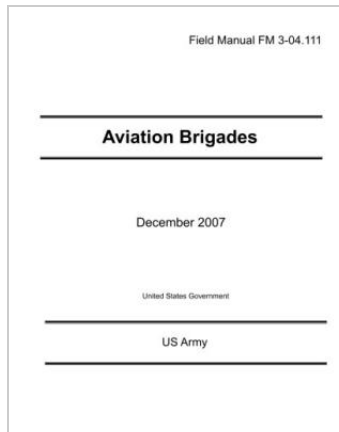 Field Manual FM 3-04.111
Aviation Brigades
December 2007
United States Government
US Army